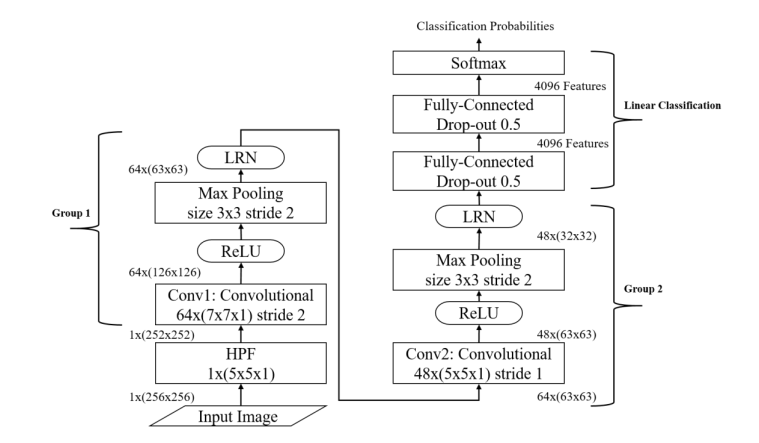 Classification Probabilities
Softmax
4096 Features
Fully-Connected
Drop-out 0.5
Linear Classification
4096 Features
Fully-Connected
Drop-out 0.5
LRN
48x(32x32)
Max Pooling
size 3x3 stride 2
Group 2
ReLU
48x(63x63)
Conv2: Convolutional
48x(5x5x1) stride 1
64x(63x63)
LRN
64x(63x63)
Max Pooling
size 3x3 stride 2
Group 1
ReLU
64x(126x126)
Conv1: Convolutional
64x(7x7x1) stride 2
1x(252x252)
HPF
1x(5x5x1)
1x(256x256)
Input Image